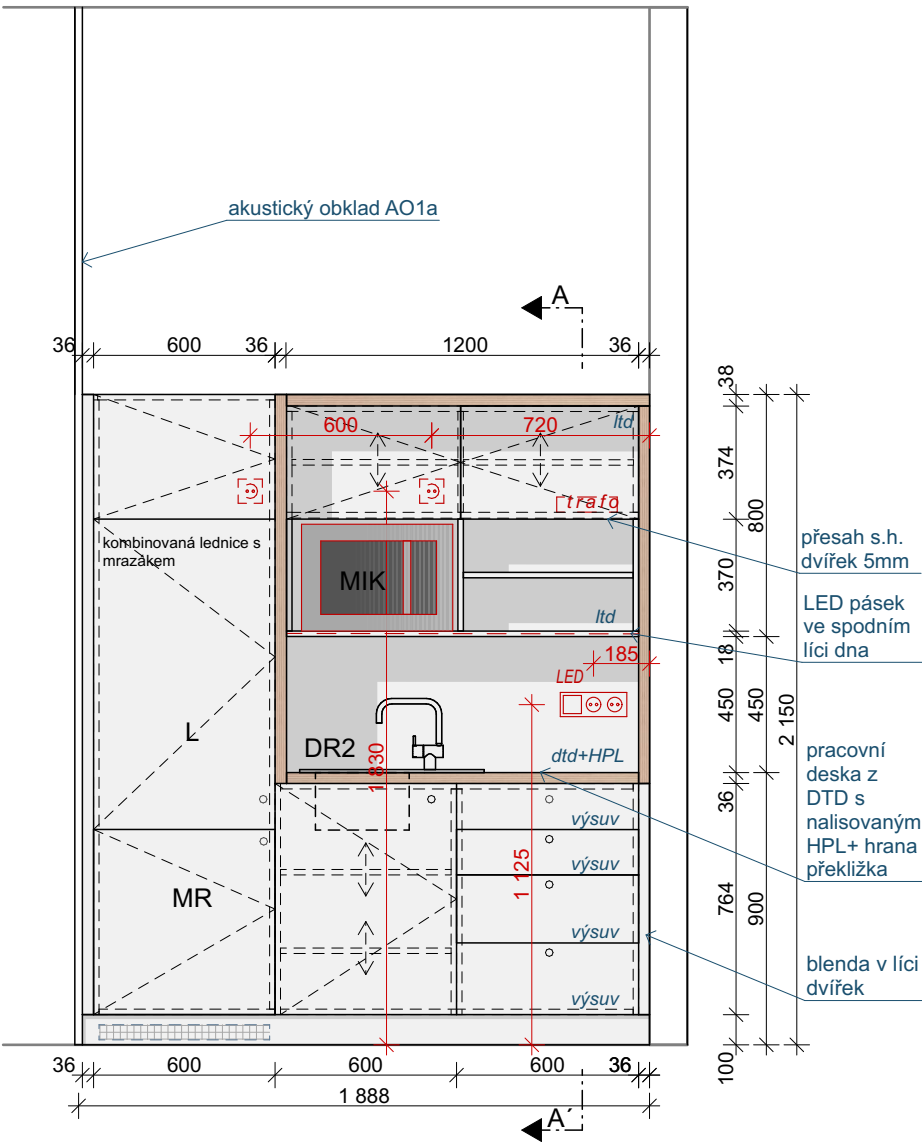 akustický obklad AO1a
A
36
600
36
1200
36
38
600
720
ltd
374
trafo
800
kombinovaná lednice s
mrazákem
MIK
370
přesah s.h.
dvířek 5mm
ltd
LED pásek
ve spodním
líci dna
18
185
LED
450
450
2 150
L
DR2
1 830
dtd+HPL
pracovní
deska z
DTD s
nalisovaným
HPL+ hrana
překližka
36
výsuv
výsuv
1 125
MR
764
900
výsuv
blenda v líci
dvířek
výsuv
100
36
600
600
600
36
1 888
A´